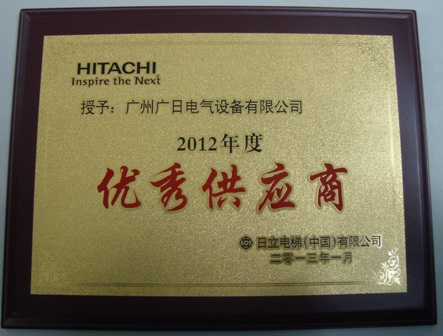 HITACHI
Inspire the Next
授予：广州广日电气设备有限公司
2012年度
优秀供应商
日立电梯(中国)有限公司
二零一三年一月